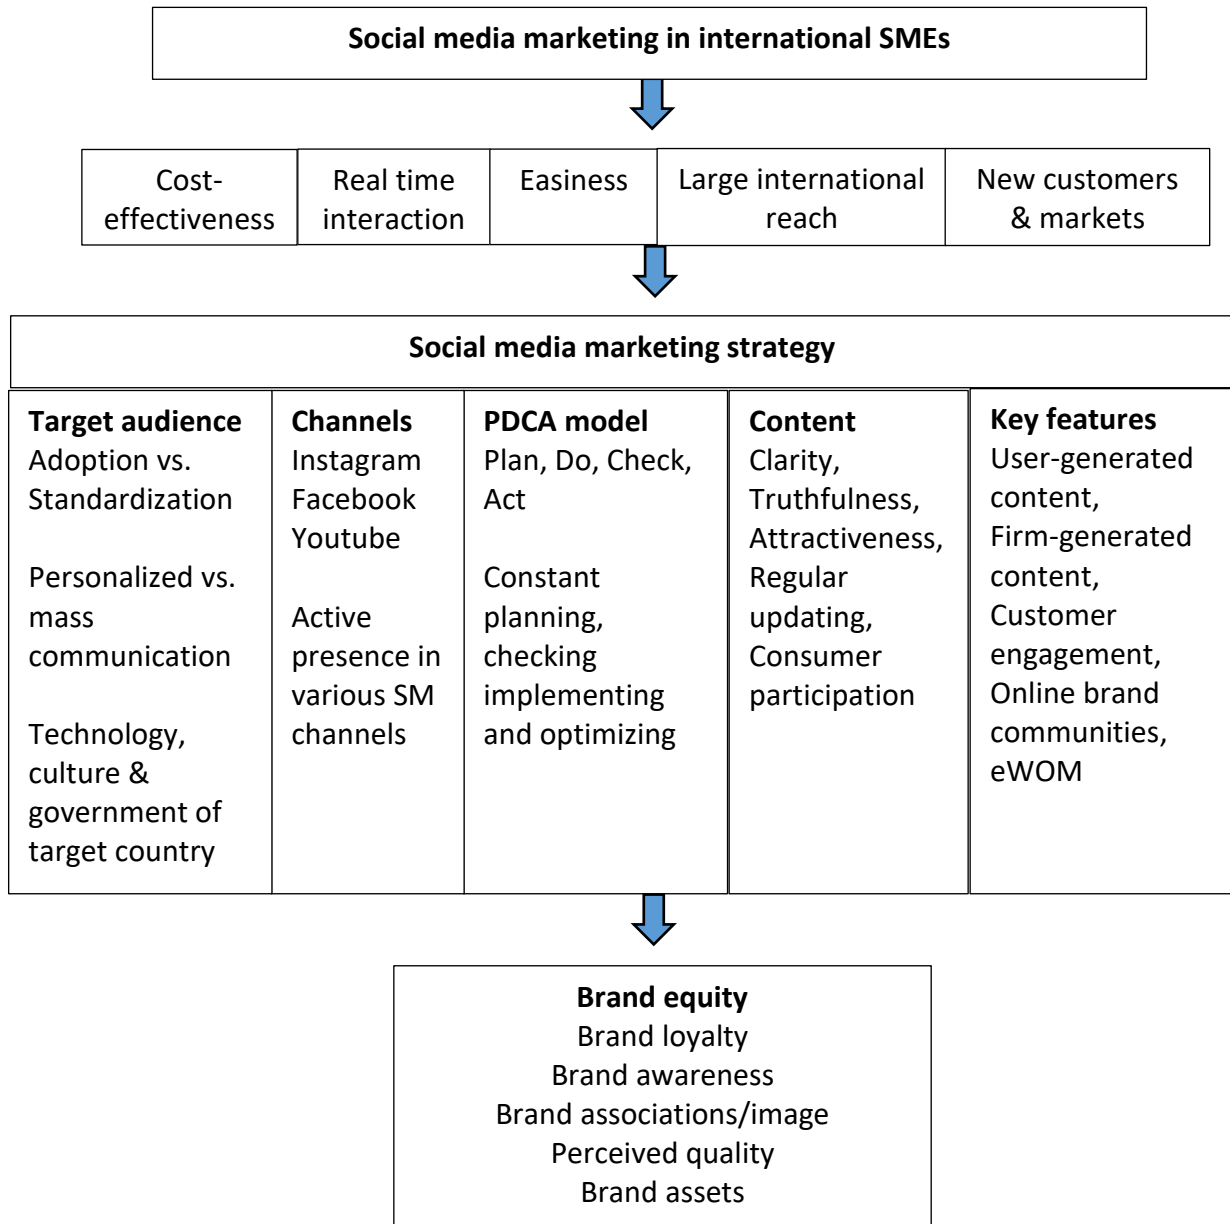 Social media marketing in international SMEs
Cost-
effectiveness
Real time
interaction
Easiness
Large international
reach
New customers
& markets
Social media marketing strategy
Target audience
Adoption vs.
Standardization
Personalized vs.
mass
communication
Technology,
culture &
government of
target country
Channels
Instagram
Facebook
Youtube
Active
presence in
various SM
channels
PDCA model
Plan, Do, Check,
Act
Constant
planning,
checking
implementing
and optimizing
Content
Clarity,
Truthfulness,
Attractiveness,
Regular
updating,
Consumer
participation
Key features
User-generated
content,
Firm-generated
content,
Customer
engagement,
Online brand
communities,
eWOM
Brand equity
Brand loyalty
Brand awareness
Brand associations/image
Perceived quality
Brand assets